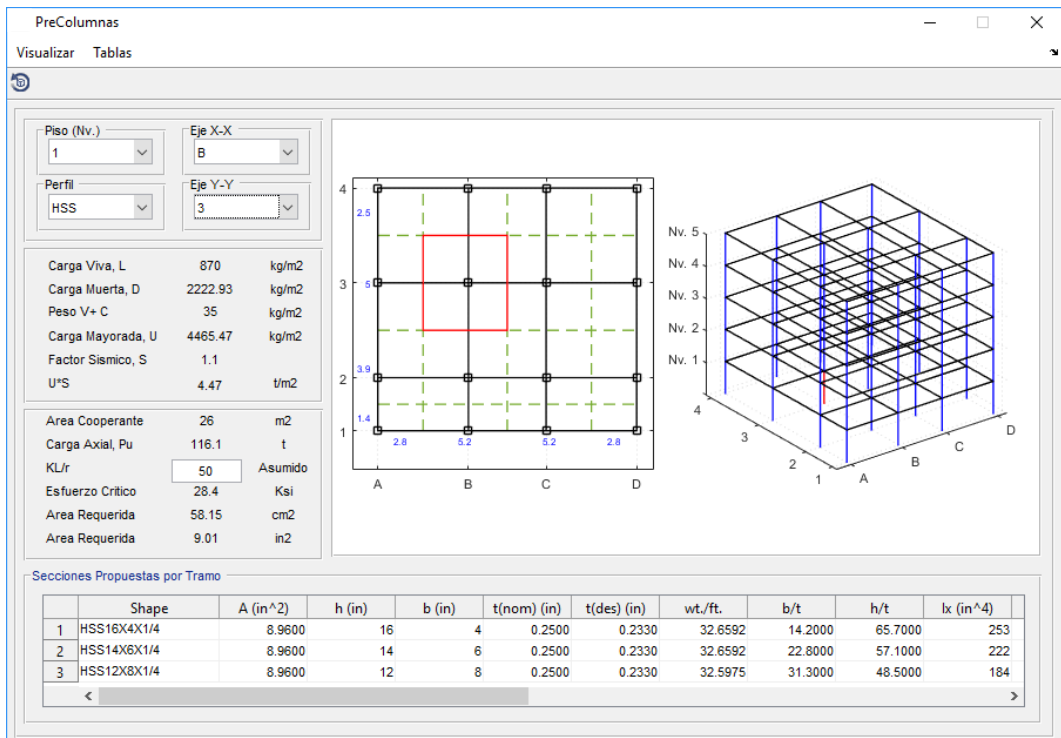 PreColumnas
Visualizar Tablas
Piso (Nv.)
1
Eje X-X
B
Perfil
HSS
Eje Y-Y
3
Carga Viva, L 870 kg/m2
Carga Muerta, D 2222.93 kg/m2
Peso V+ C 35 kg/m2
Carga Mayorada, U 4465.47 kg/m2
Factor Sismico, S 1.1
U*S 4.47 t/m2
Area Cooperante 26 m2
Carga Axial, Pu 116.1 t
KL/r 50 Asumido
Esfuerzo Critico 28.4 Ksi
Area Requerida 58.15 cm2
Area Requerida 9.01 in2
4
2.5
3
5
2
3.9
1
1.4
2.8 5.2 5.2 2.8
A B C D
Nv. 5
Nv. 4
Nv. 3
Nv. 2
Nv. 1
4
3
2
1
A
B
C
D
Secciones Propuestas por Tramo
Shape A (in^2) h (in) b (in) t(nom) (in) t(des) (in) wt./ft. b/t h/t Ix (in^4)
1 HSS16X4X1/4 8.9600 16 4 0.2500 0.2330 32.6592 14.2000 65.7000 253
2 HSS14X6X1/4 8.9600 14 6 0.2500 0.2330 32.6592 22.8000 57.1000 222
3 HSS12X8X1/4 8.9600 12 8 0.2500 0.2330 32.5975 31.3000 48.5000 184